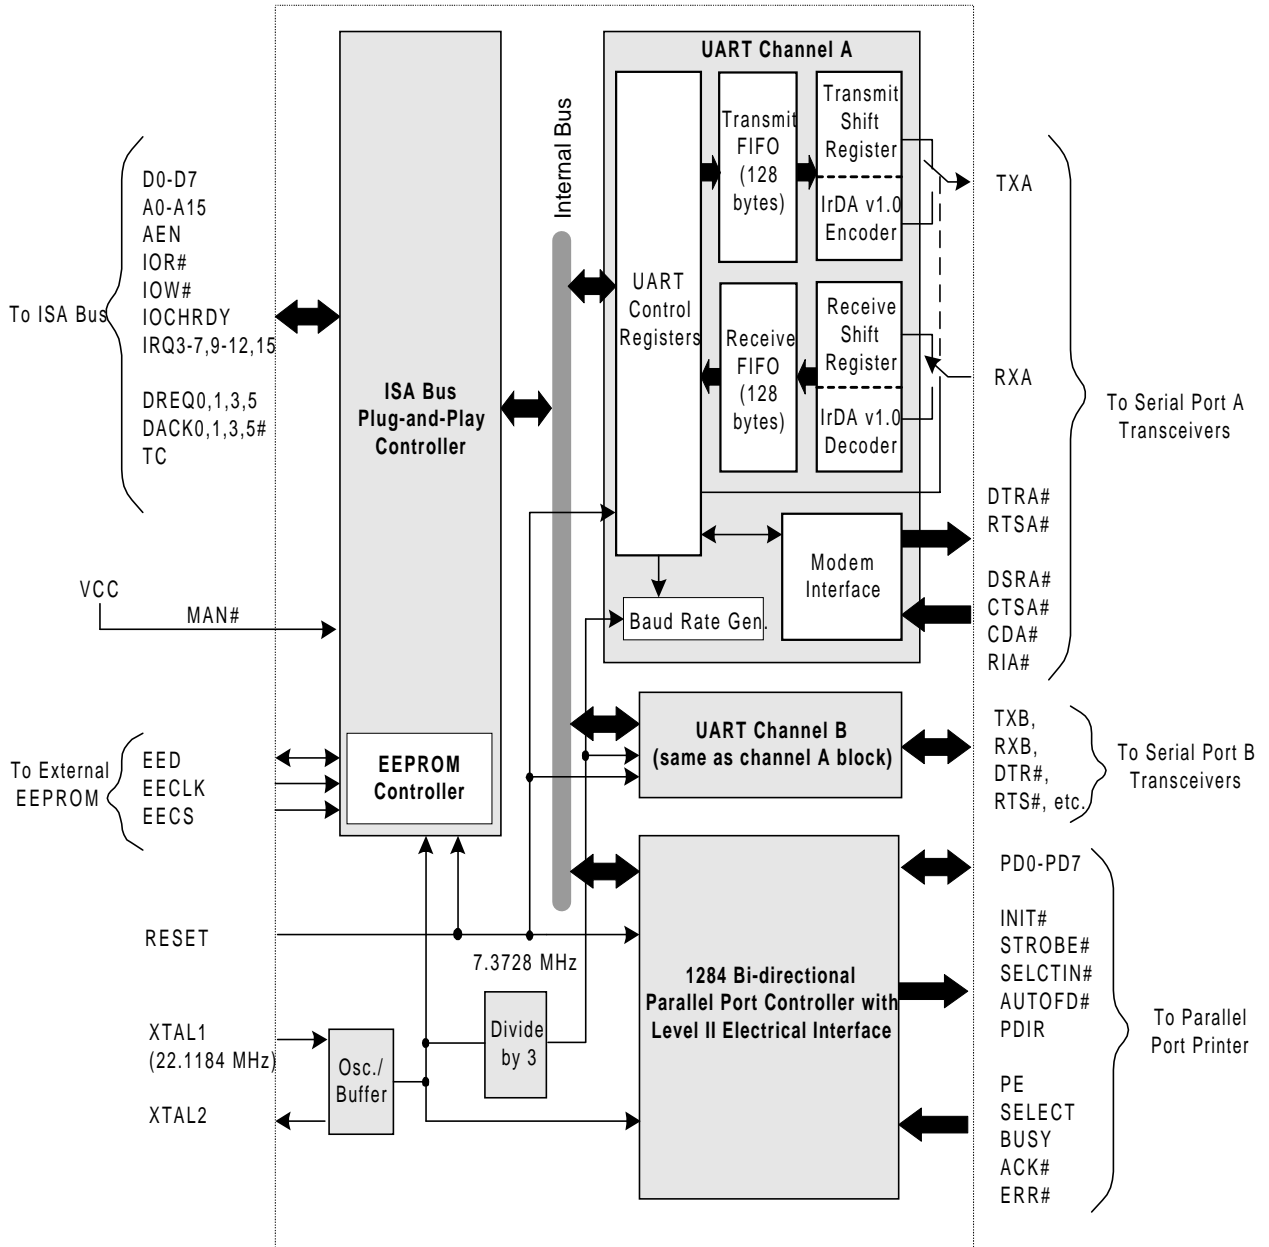 To ISA Bus
D0-D7
A0-A15
AEN
IOR#
IOW#
IOCHRDY
IRQ3-7,9-12,15
DREQ0,1,3,5
DACK0,1,3,5#
TC
VCC
MAN#
To External
EEPROM
EED
EECLK
EECS
RESET
XTAL1
(22.1184 MHz)
XTAL2
ISA Bus
Plug-and-Play
Controller
EEPROM
Controller
Osc./
Buffer
Divide
by 3
7.3728 MHz
Internal Bus
UART Channel A
UART
Control
Registers
Transmit
FIFO
(128
bytes)
Transmit
Shift
Register
IrDA v1.0
Encoder
Receive
FIFO
(128
bytes)
Receive
Shift
Register
IrDA v1.0
Decoder
Modem
Interface
Baud Rate Gen.
UART Channel B
(same as channel A block)
1284 Bi-directional
Parallel Port Controller with
Level II Electrical Interface
TXA
RXA
DTRA#
RTSA#
DSRA#
CTSA#
CDA#
RIA#
To Serial Port A
Transceivers
TXB,
RXB,
DTR#,
RTS#, etc.
To Serial Port B
Transceivers
PD0-PD7
INIT#
STROBE#
SELCTIN#
AUTOFD#
PDIR
PE
SELECT
BUSY
ACK#
ERR#
To Parallel
Port Printer